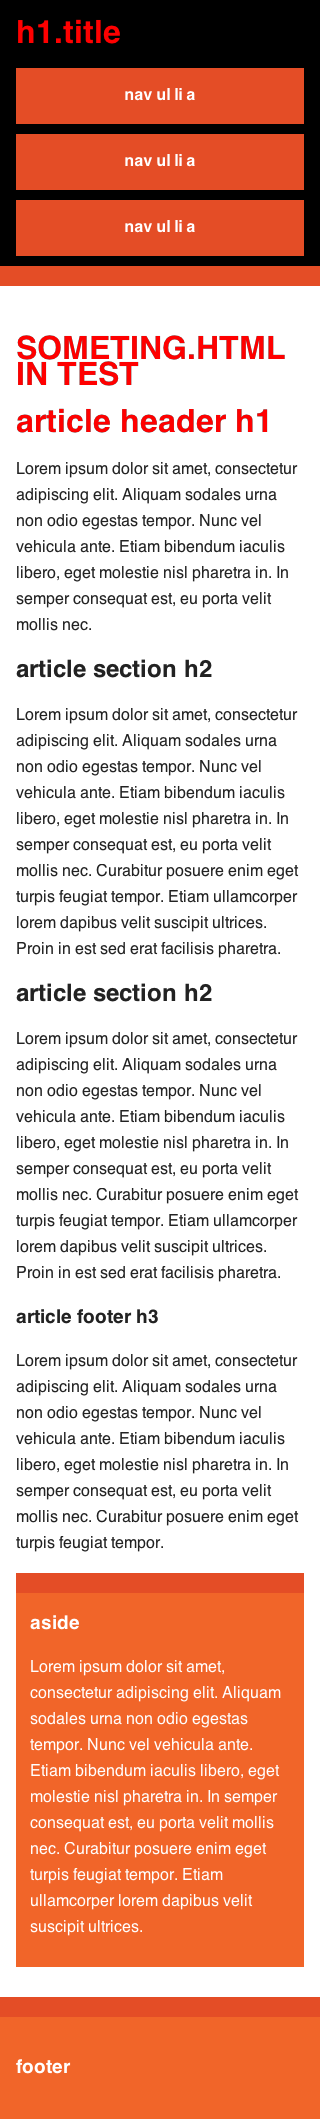 h1.title
nav ul li a
nav ul li a
nav ul li a
SOMETING.HTML
IN TEST
article header h1
Lorem ipsum dolor sit amet, consectetur
adipiscing elit. Aliquam sodales urna
non odio egestas tempor. Nunc vel
vehicula ante. Etiam bibendum iaculis
libero, eget molestie nisl pharetra in. In
semper consequat est, eu porta velit
mollis nec.
article section h2
Lorem ipsum dolor sit amet, consectetur
adipiscing elit. Aliquam sodales urna
non odio egestas tempor. Nunc vel
vehicula ante. Etiam bibendum iaculis
libero, eget molestie nisl pharetra in. In
semper consequat est, eu porta velit
mollis nec. Curabitur posuere enim eget
turpis feugiat tempor. Etiam ullamcorper
lorem dapibus velit suscipit ultrices.
Proin in est sed erat facilisis pharetra.
article section h2
Lorem ipsum dolor sit amet, consectetur
adipiscing elit. Aliquam sodales urna
non odio egestas tempor. Nunc vel
vehicula ante. Etiam bibendum iaculis
libero, eget molestie nisl pharetra in. In
semper consequat est, eu porta velit
mollis nec. Curabitur posuere enim eget
turpis feugiat tempor. Etiam ullamcorper
lorem dapibus velit suscipit ultrices.
Proin in est sed erat facilisis pharetra.
article footer h3
Lorem ipsum dolor sit amet, consectetur
adipiscing elit. Aliquam sodales urna
non odio egestas tempor. Nunc vel
vehicula ante. Etiam bibendum iaculis
libero, eget molestie nisl pharetra in. In
semper consequat est, eu porta velit
mollis nec. Curabitur posuere enim eget
turpis feugiat tempor.
aside
Lorem ipsum dolor sit amet,
consectetur adipiscing elit. Aliquam
sodales urna non odio egestas
tempor. Nunc vel vehicula ante.
Etiam bibendum iaculis libero, eget
molestie nisl pharetra in. In semper
consequat est, eu porta velit mollis
nec. Curabitur posuere enim eget
turpis feugiat tempor. Etiam
ullamcorper lorem dapibus velit
suscipit ultrices.
footer